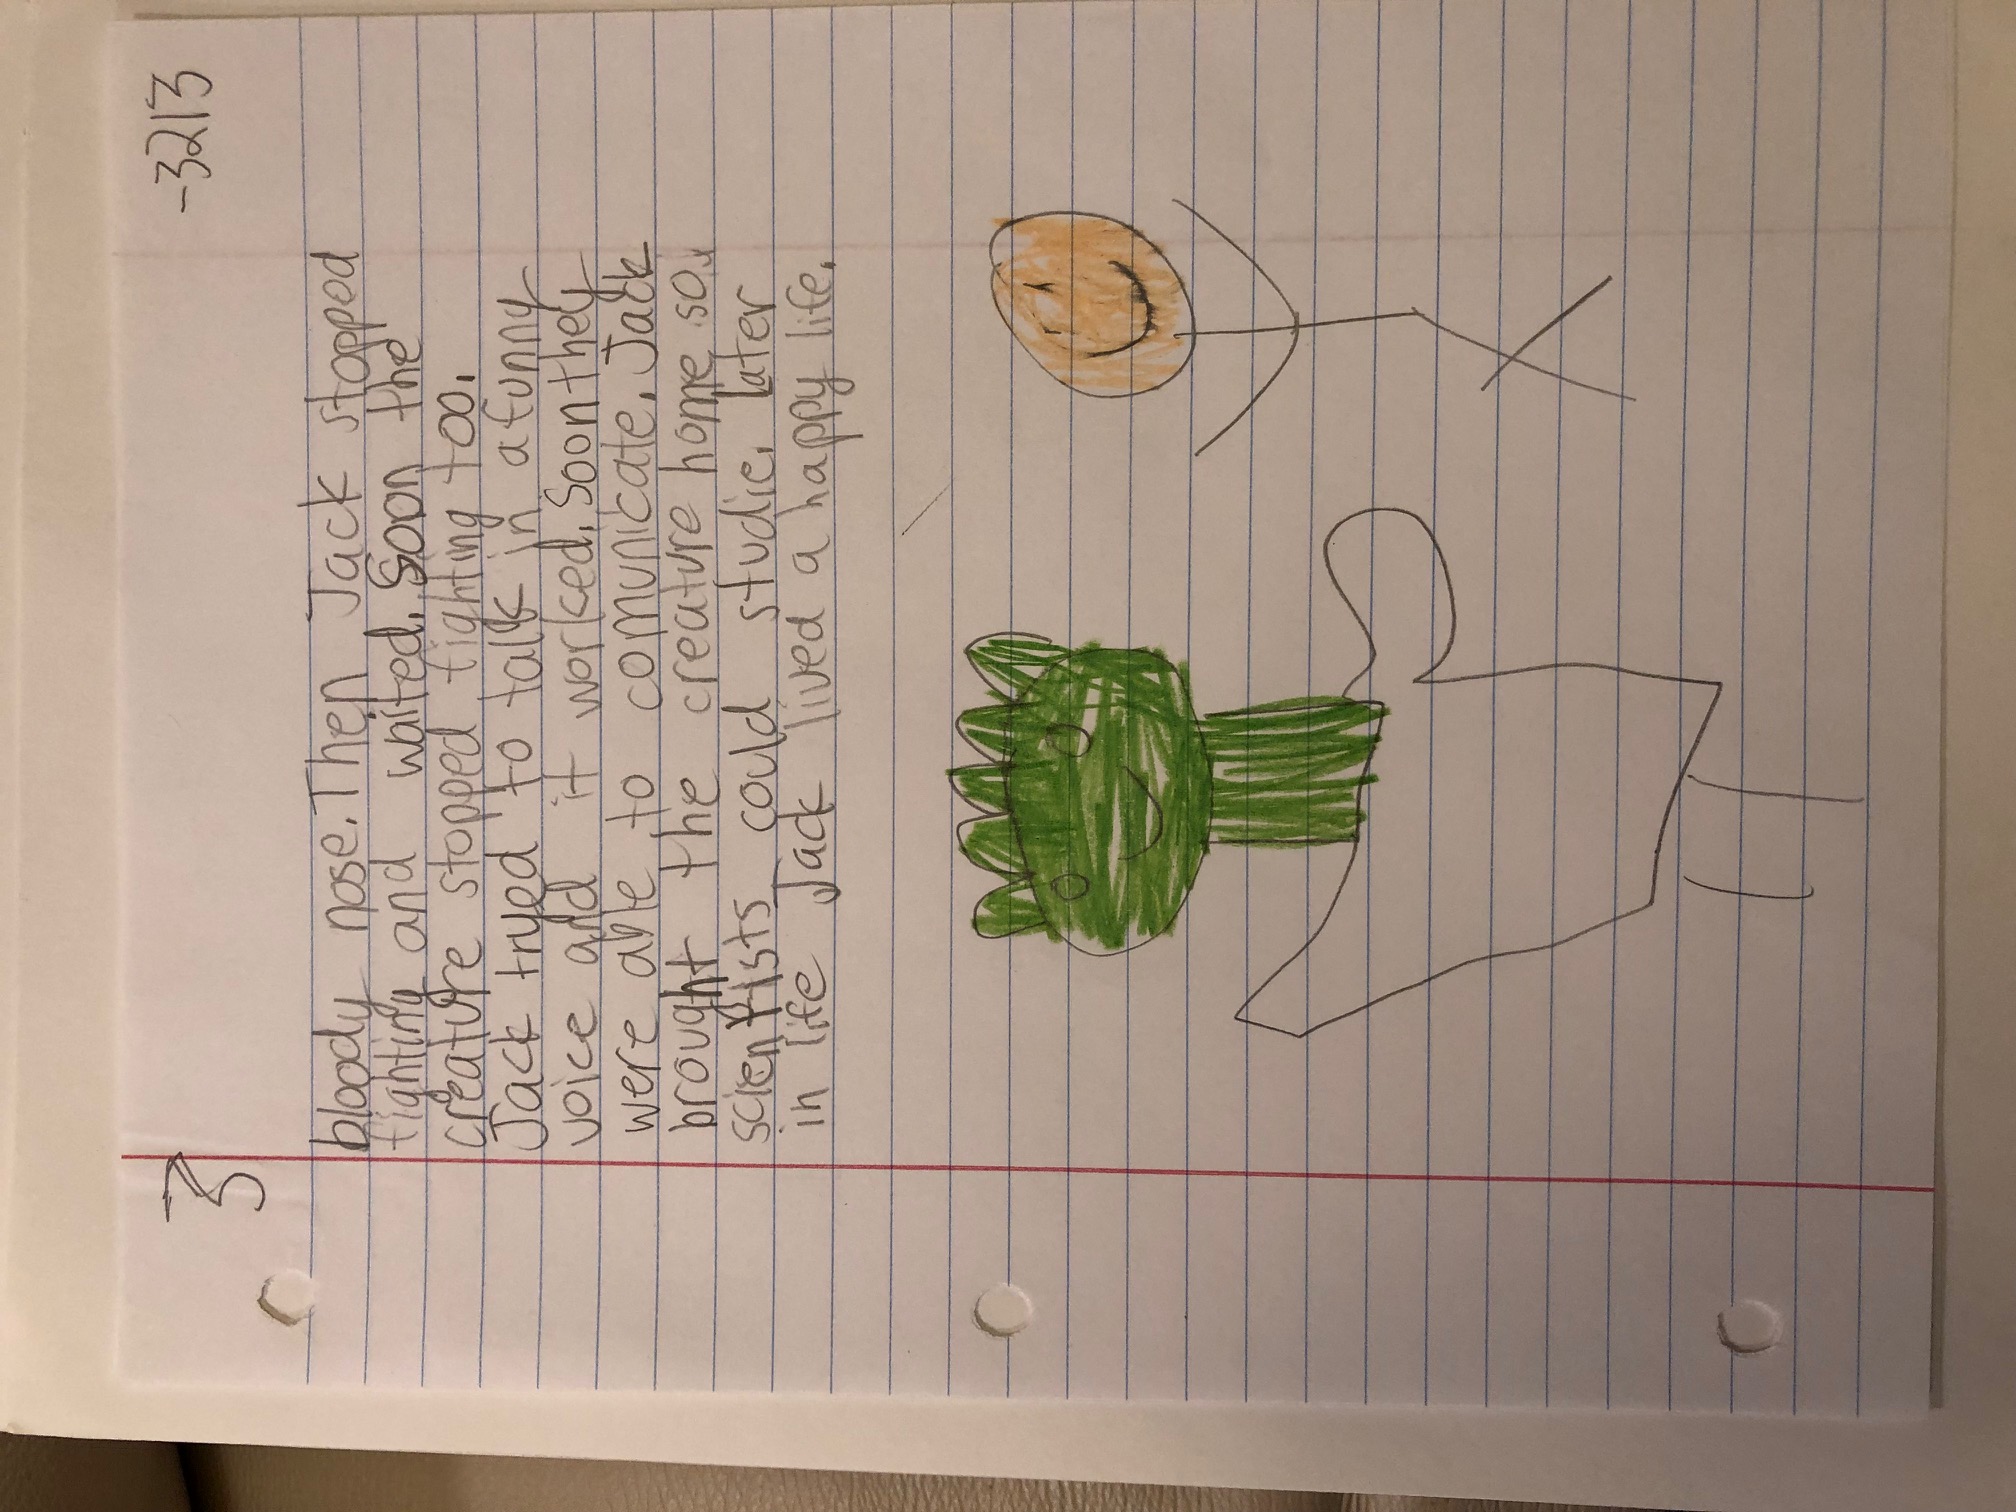 3
-3213
bloody nose. Then Jack stopped
fighting and waited. Soon the
creature stopped fighting too.
Jack tryed to talk in a funny
voice and it worked. Soon they
were able to comunicate. Jack
brought the creature home so
scientists could studie. Later
in life Jack lived a happy life.